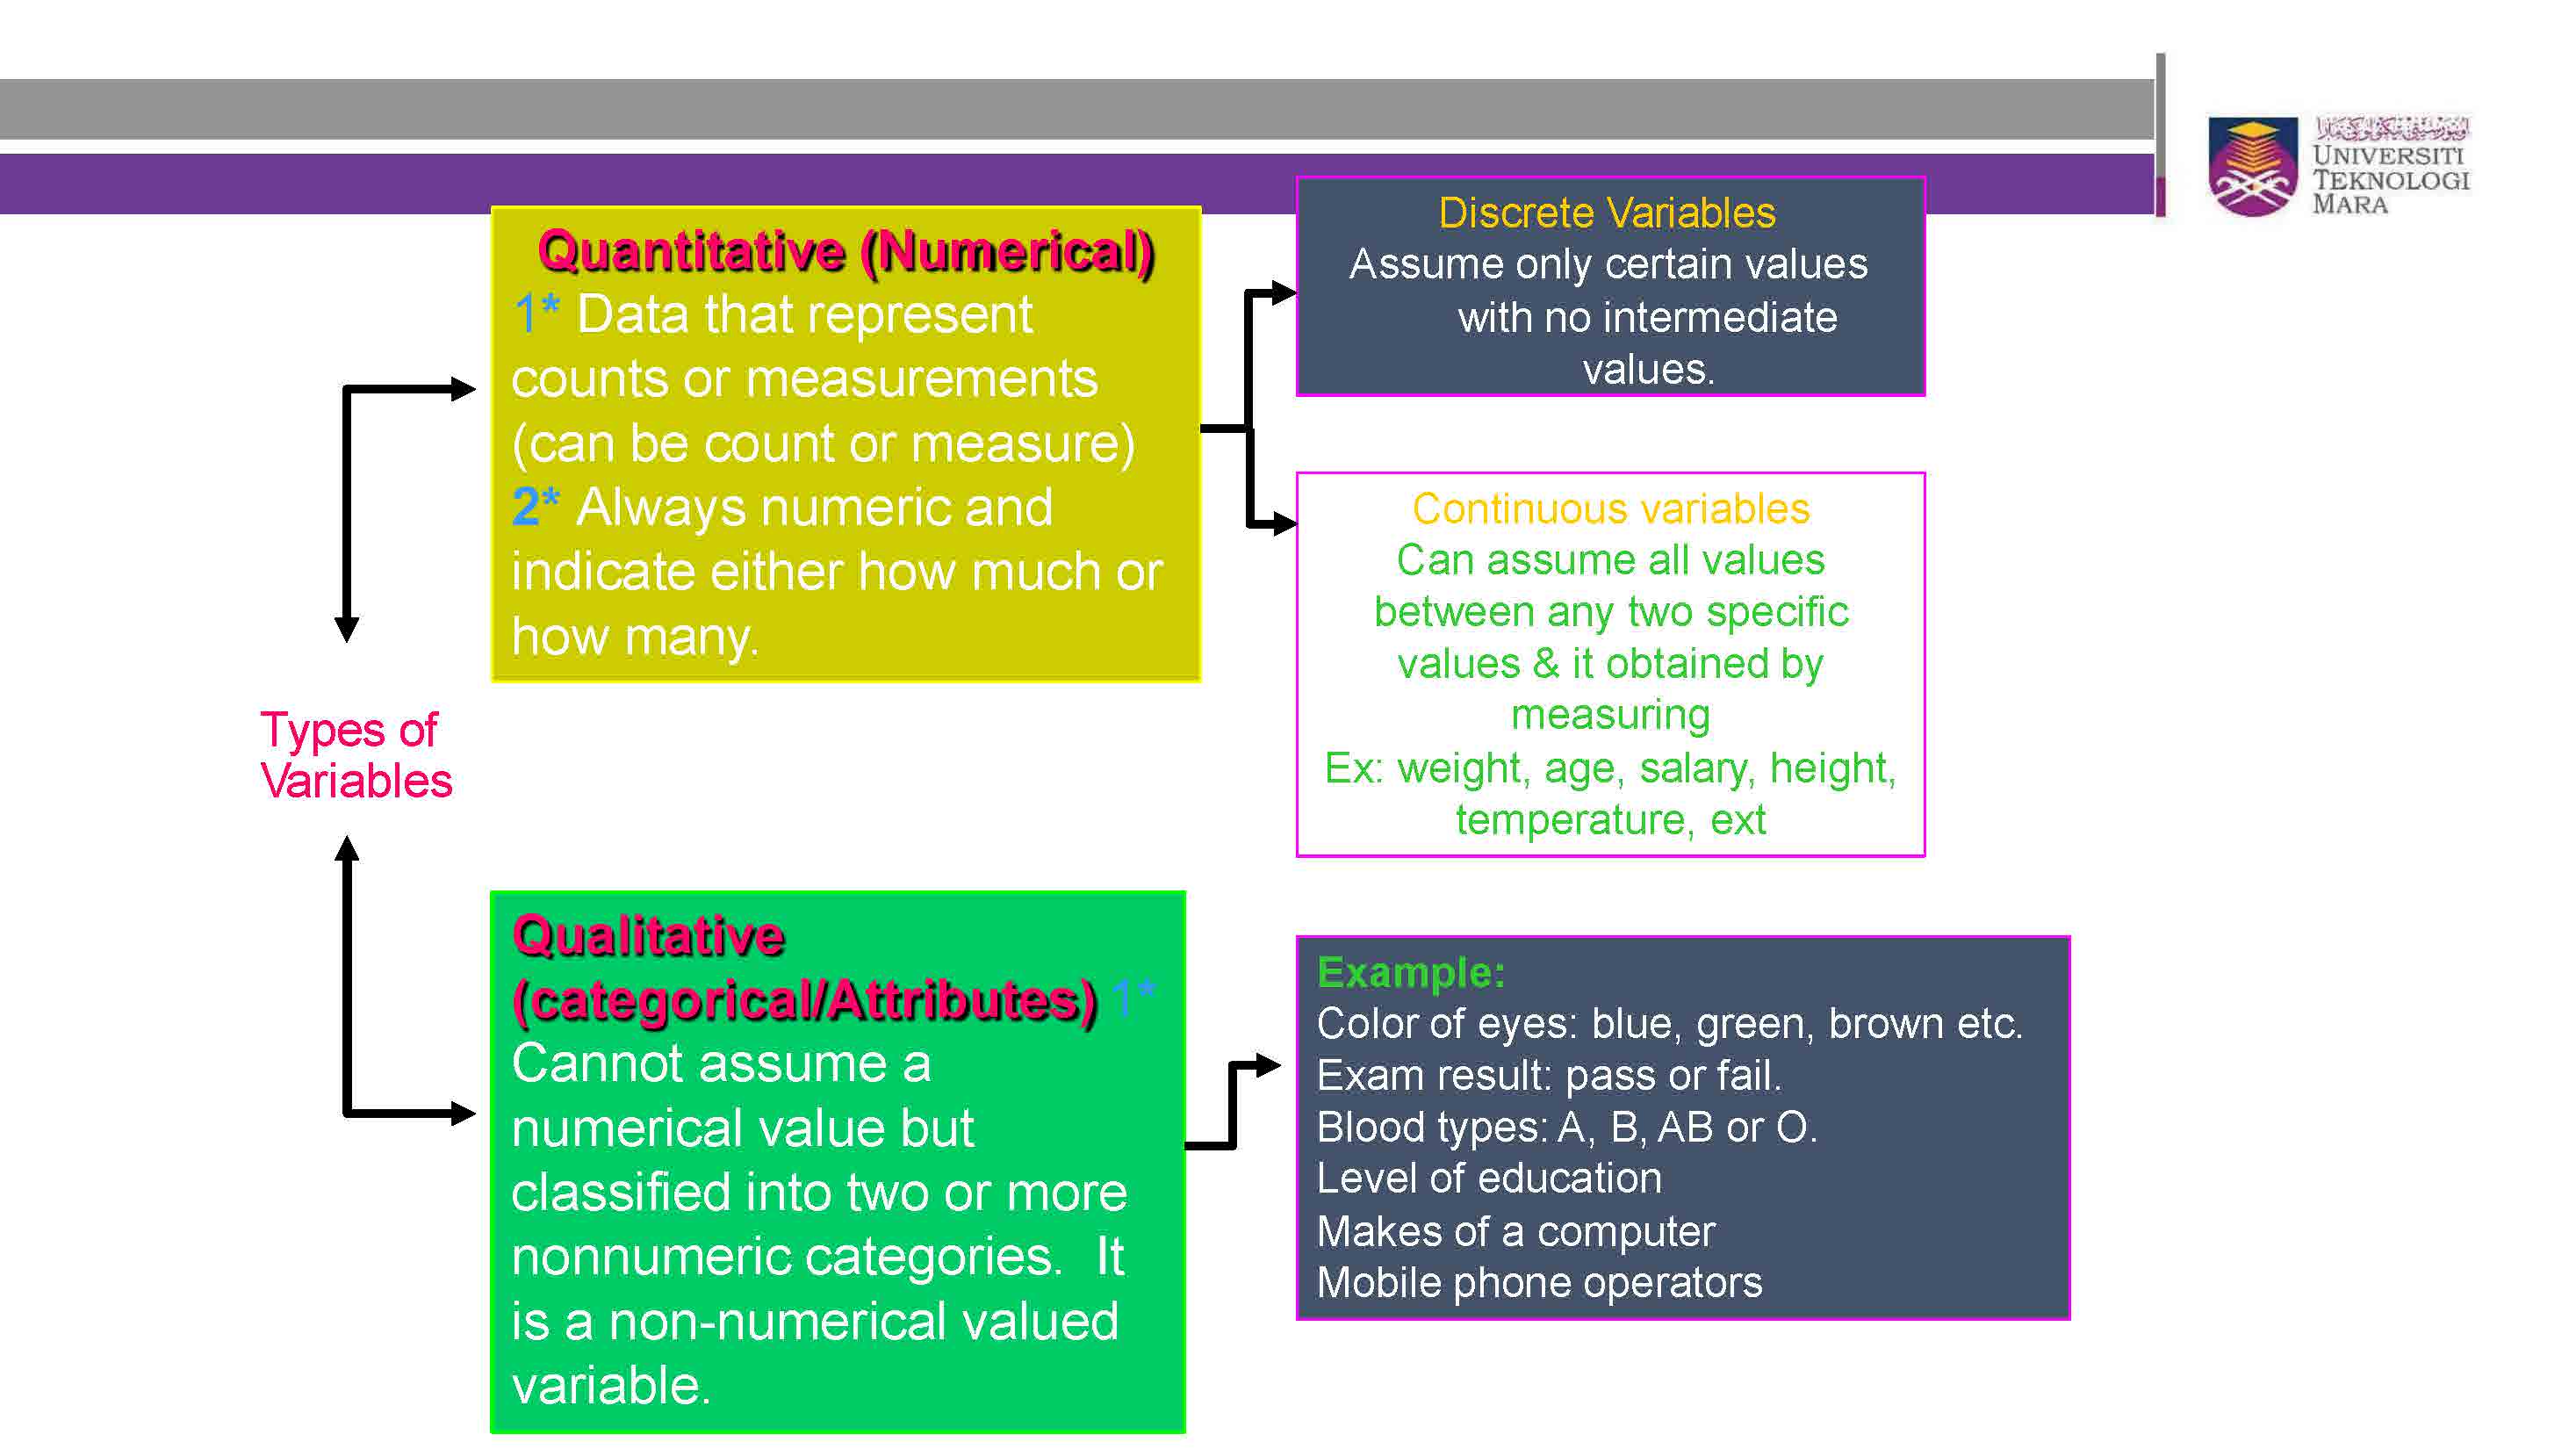 Quantitative (Numerical)
1* Data that represent
counts or measurements
(can be count or measure)
2* Always numeric and
indicate either how much or
how many.
Discrete Variables
Assume only certain values
with no intermediate
values.
Continuous variables
Can assume all values
between any two specific
values & it obtained by
measuring
Ex: weight, age, salary, height,
temperature, ext
Types of
Variables
Qualitative
(categorical/Attributes) 1*
Cannot assume a
numerical value but
classified into two or more
nonnumeric categories. It
is a non-numerical valued
variable.
Example:
Color of eyes: blue, green, brown etc.
Exam result: pass or fail.
Blood types: A, B, AB or O.
Level of education
Makes of a computer
Mobile phone operators
UNIVERSITI
TEKNOLOGI
MARA